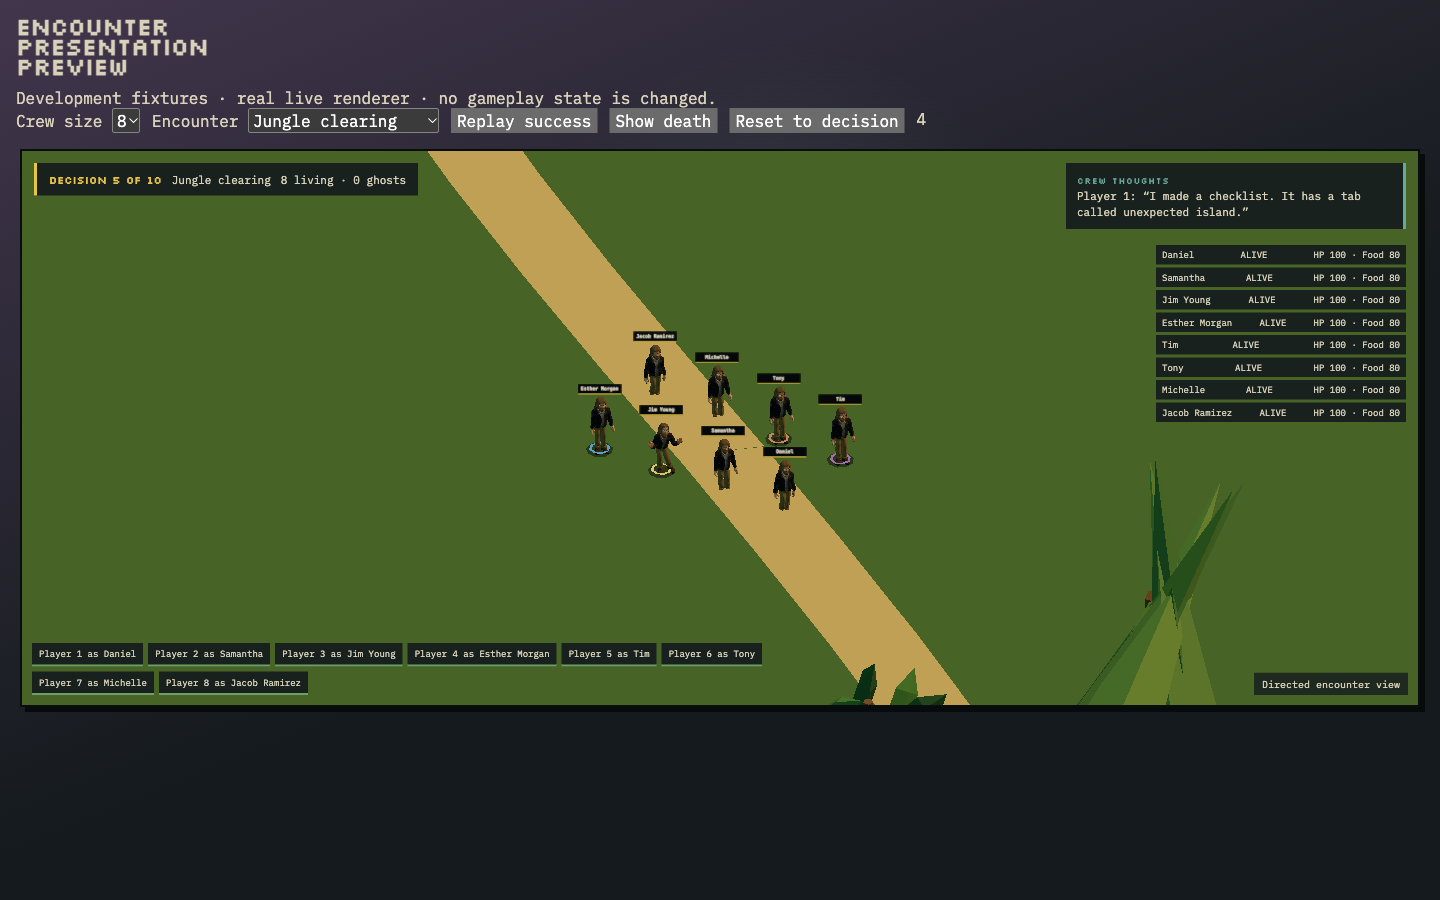 ENCOUNTER
PRESENTATION
PREVIEW
Development fixtures · real live renderer · no gameplay state is changed.
Crew size 8 Encounter Jungle clearing Replay success Show death Reset to decision 4
DECISION 5 OF 10 Jungle clearing 8 living · 0 ghosts
CREW THOUGHTS
Player 1: “I made a checklist. It has a tab
called unexpected island.”
Daniel ALIVE HP 100 · Food 80
Samantha ALIVE HP 100 · Food 80
Jim Young ALIVE HP 100 · Food 80
Esther Morgan ALIVE HP 100 · Food 80
Tim ALIVE HP 100 · Food 80
Tony ALIVE HP 100 · Food 80
Michelle ALIVE HP 100 · Food 80
Jacob Ramirez ALIVE HP 100 · Food 80
Jacob Ramirez
Michelle
Tony
Esther Morgan
Tim
Jim Young
Samantha
Daniel
Player 1 as Daniel Player 2 as Samantha Player 3 as Jim Young Player 4 as Esther Morgan Player 5 as Tim Player 6 as Tony
Player 7 as Michelle Player 8 as Jacob Ramirez
Directed encounter view